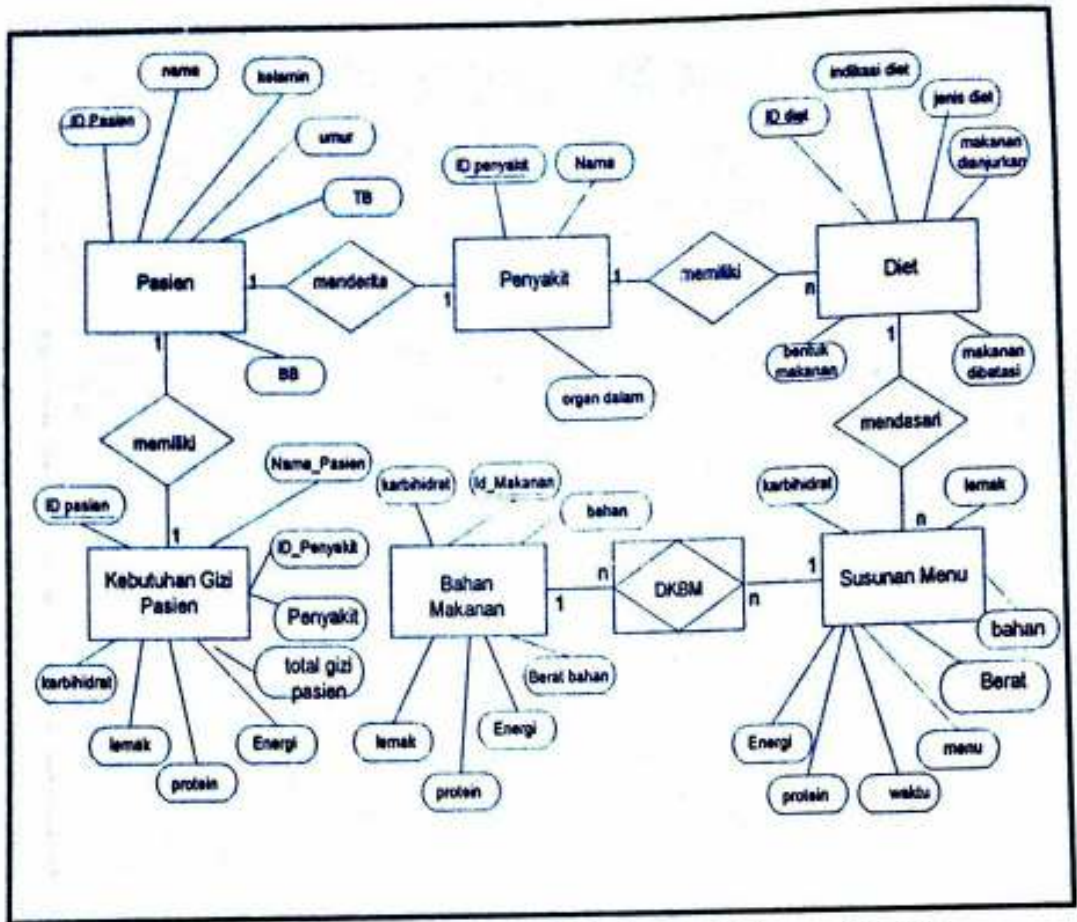 name
kelamin
ID Pasien
umur
TB
Pasien
BB
1
menderita
1
ID penyakit
Nama
Penyakit
organ dalam
1
memiliki
n
indikasi diet
ID diet
jenis diet
makanan
dianjurkan
Diet
bentuk
makanan
makanan
dibatasi
1
mendasari
n
1
memiliki
1
Name_Pasien
ID pasien
ID_Penyakit
Kebutuhan Gizi
Pasien
Penyakit
total gizi
pasien
karbihidrat
lemak
protein
Energi
karbihidrat
Id_Makanan
bahan
Bahan
Makanan
Berat bahan
Energi
lemak
protein
n
1
DKBM
1
n
karbihidrat
lemak
Susunan Menu
bahan
Berat
menu
waktu
protein
Energi